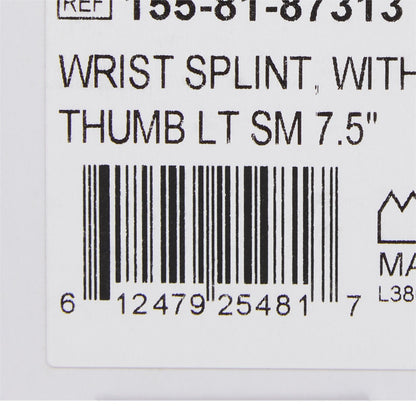 REF 155-81-87313
WRIST SPLINT, WITH
THUMB LT SM 7.5"
6 12479 25481 7
MA
L38